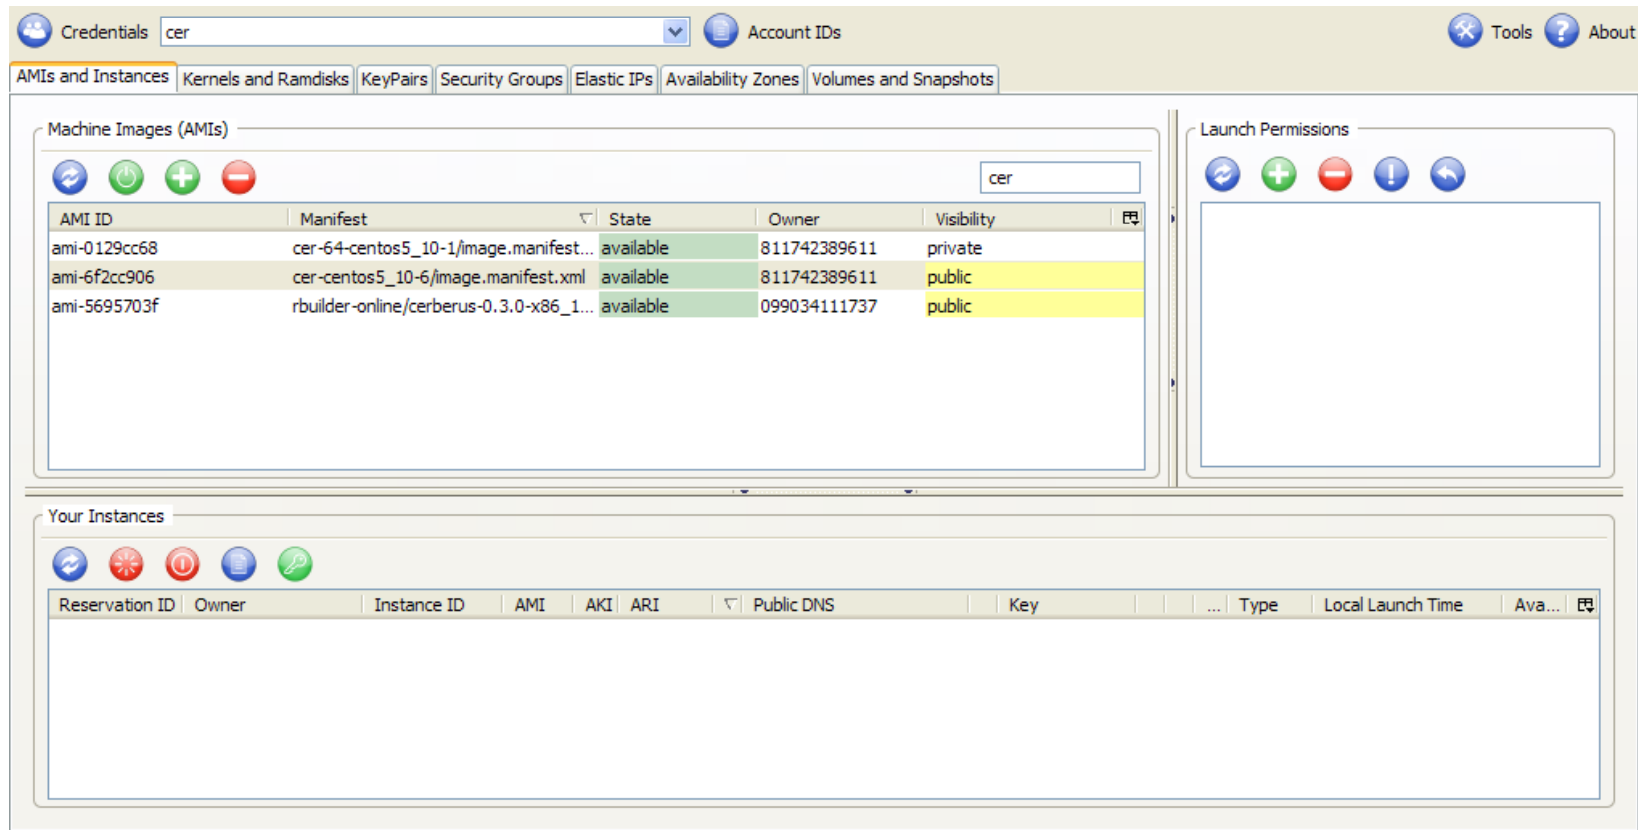 Credentials cer Account IDs Tools About
AMIs and Instances Kernels and Ramdisks KeyPairs Security Groups Elastic IPs Availability Zones Volumes and Snapshots
Machine Images (AMIs)
cer
AMI ID Manifest State Owner Visibility
ami-0129cc68 cer-64-centos5_10-1/image.manifest... available 811742389611 private
ami-6f2cc906 cer-centos5_10-6/image.manifest.xml available 811742389611 public
ami-5695703f rbuilder-online/cerberus-0.3.0-x86_1... available 099034111737 public
Launch Permissions
Your Instances
Reservation ID Owner Instance ID AMI AKI ARI Public DNS Key ... Type Local Launch Time Ava...